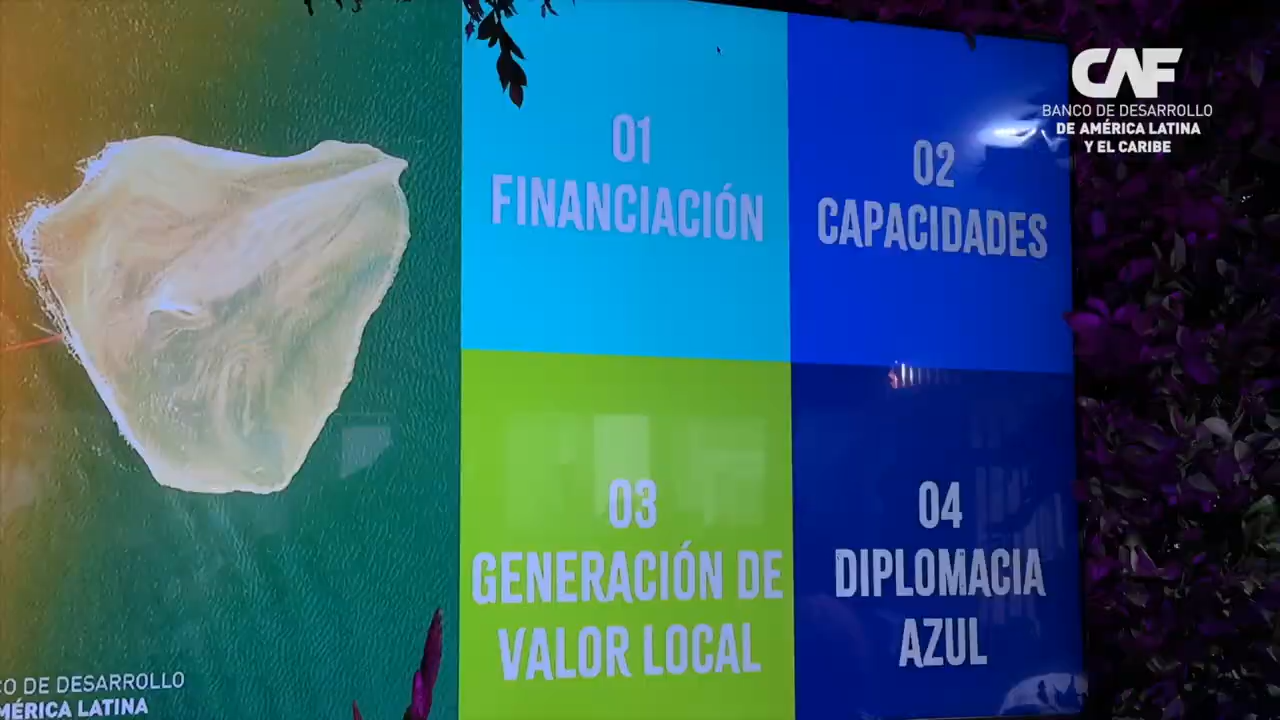 01
FINANCIACIÓN
02
CAPACIDADES
03
GENERACIÓN DE
VALOR LOCAL
04
DIPLOMACIA
AZUL
CAF
BANCO DE DESARROLLO
DE AMÉRICA LATINA
Y EL CARIBE
CO DE DESARROLLO
MÉRICA LATINA